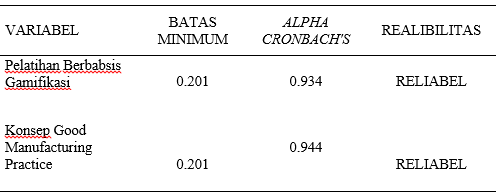 VARIABEL BATAS MINIMUM ALPHA CRONBACH'S REALIBILITAS
Pelatihan Berbabsis
Gamifikasi 0.201 0.934 RELIABEL
Konsep Good
Manufacturing 0.944
Practice 0.201 RELIABEL